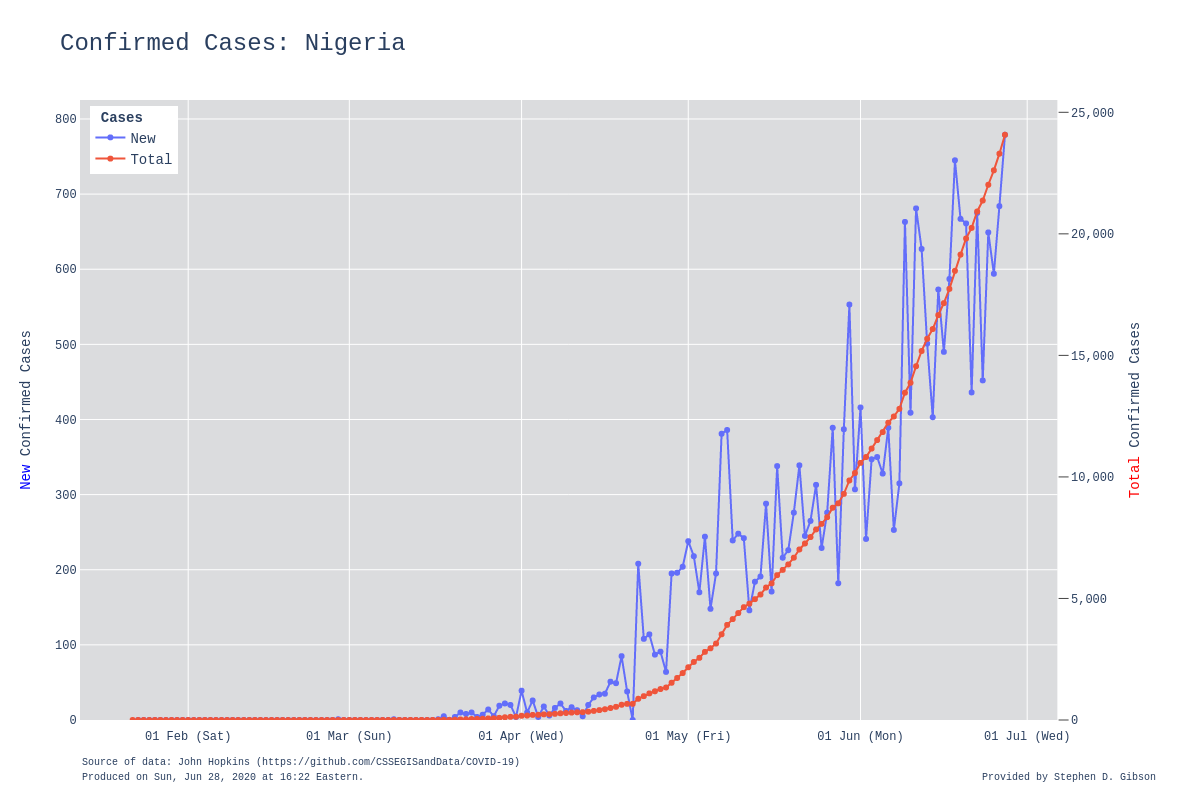 Confirmed Cases: Nigeria
Cases
New
Total
800
700
600
500
400
300
200
100
0
25,000
20,000
15,000
10,000
5,000
0
New Confirmed Cases
Total Confirmed Cases
01 Feb (Sat)
01 Mar (Sun)
01 Apr (Wed)
01 May (Fri)
01 Jun (Mon)
01 Jul (Wed)
Source of data: John Hopkins (https://github.com/CSSEGISandData/COVID-19)
Produced on Sun, Jun 28, 2020 at 16:22 Eastern.
Provided by Stephen D. Gibson